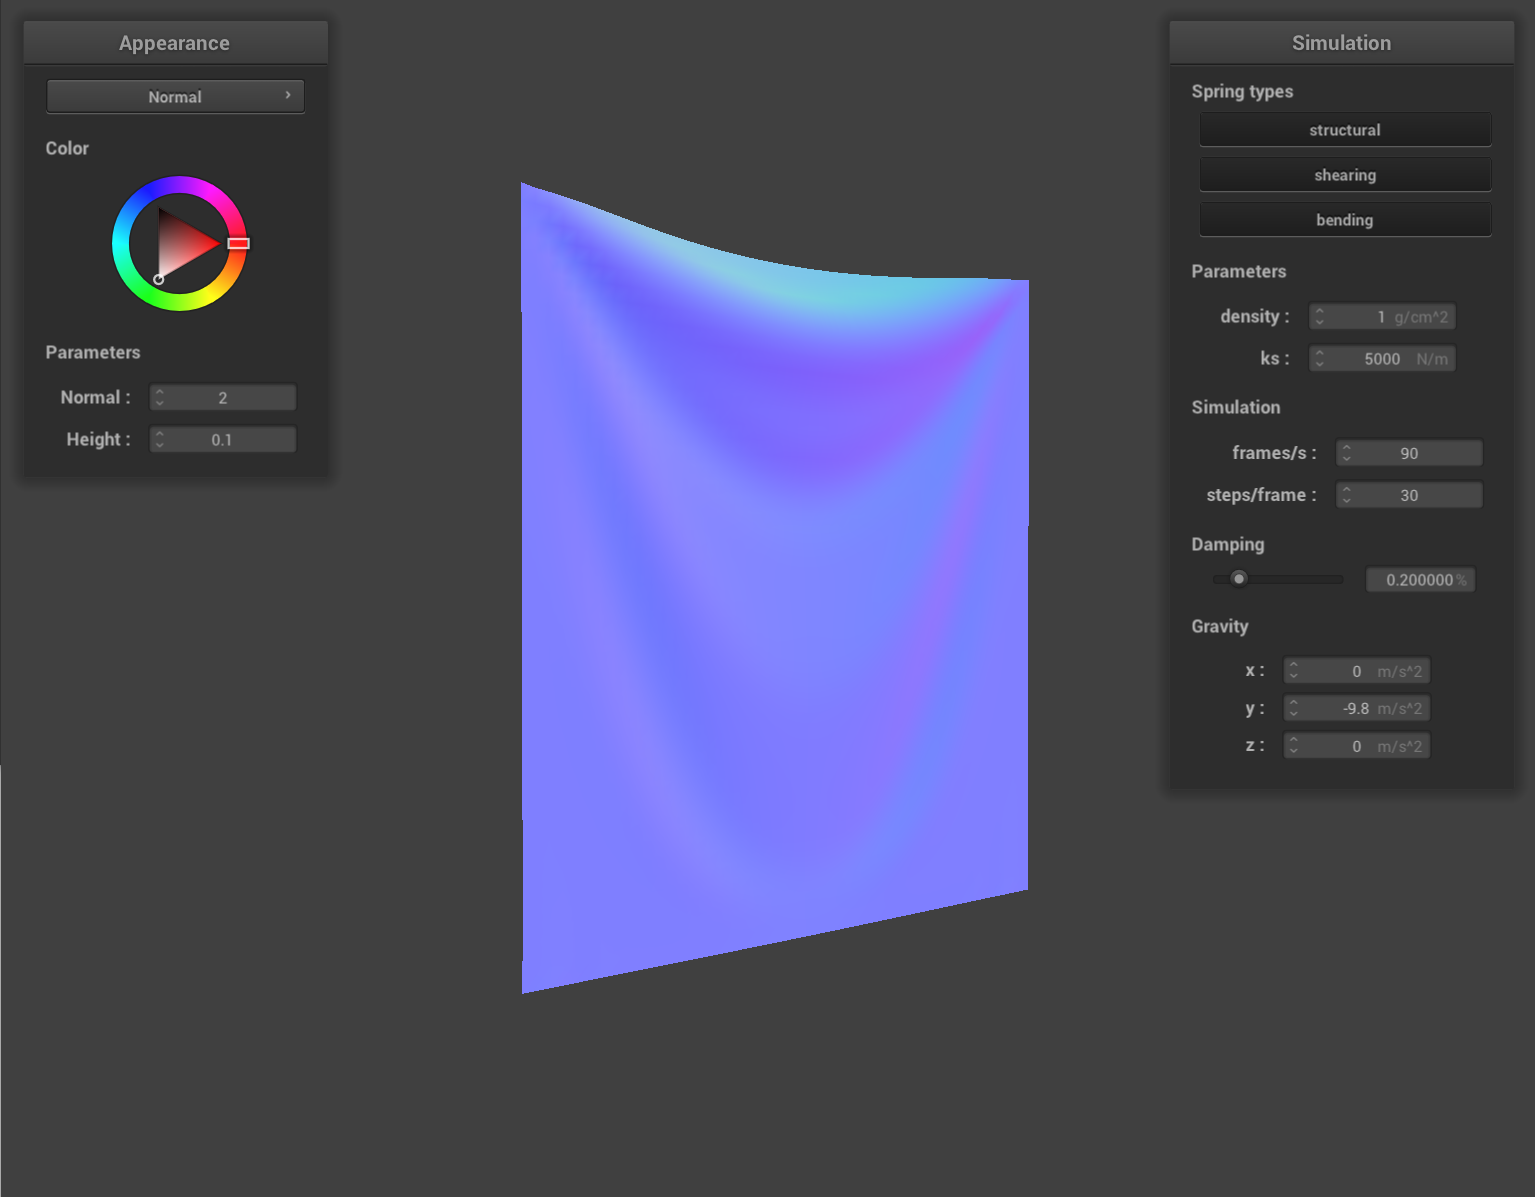 Appearance
Normal
Color
Parameters
Normal : 2
Height : 0.1
Simulation
Spring types
structural
shearing
bending
Parameters
density : 1 g/cm^2
ks : 5000 N/m
Simulation
frames/s : 90
steps/frame : 30
Damping
0.200000 %
Gravity
x : 0 m/s^2
y : -9.8 m/s^2
z : 0 m/s^2